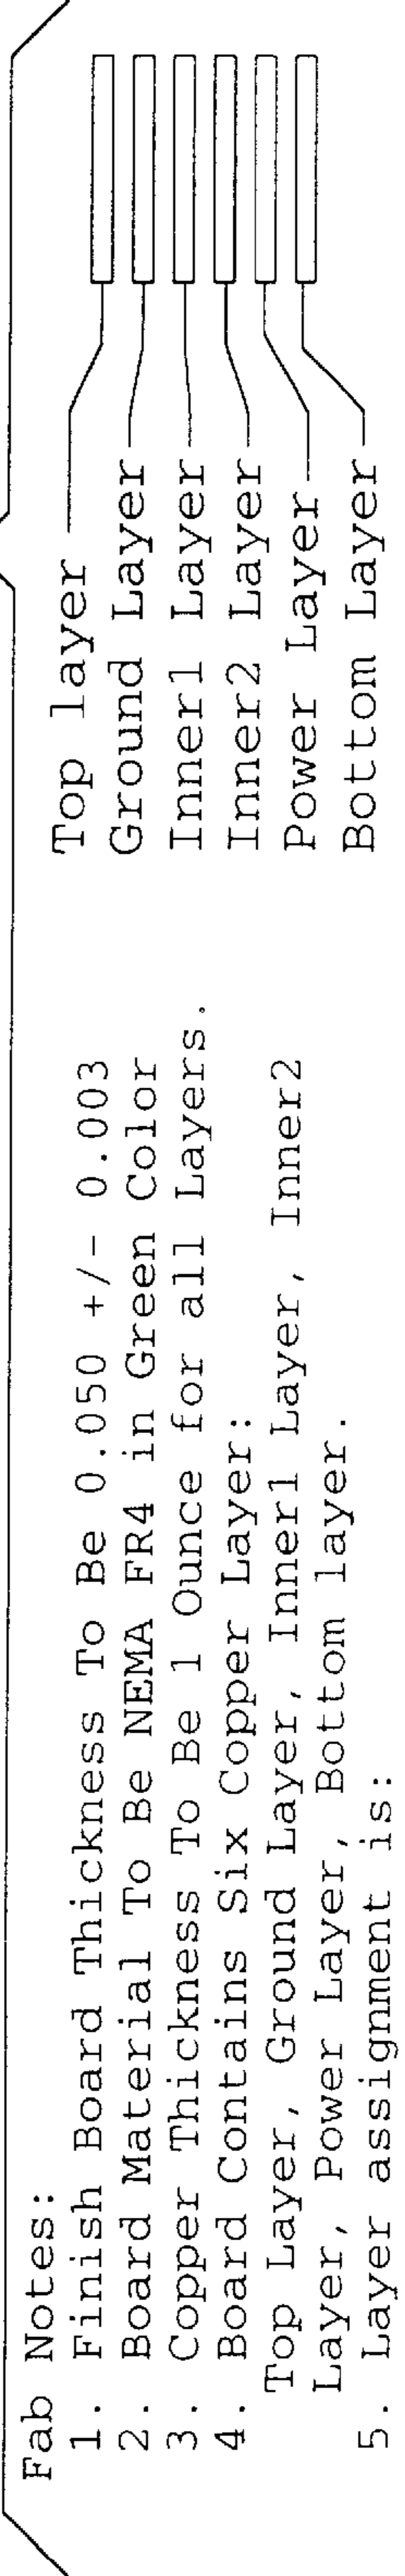 Fab Notes:
1. Finish Board Thickness To Be 0.050 +/- 0.003
2. Board Material To Be NEMA FR4 in Green Color
3. Copper Thickness To Be 1 Ounce for all Layers.
4. Board Contains Six Copper Layer:
Top Layer, Ground Layer, Inner1 Layer, Inner2
Layer, Power Layer, Bottom layer.
5. Layer assignment is:
Top layer
Ground Layer
Inner1 Layer
Inner2 Layer
Power Layer
Bottom Layer